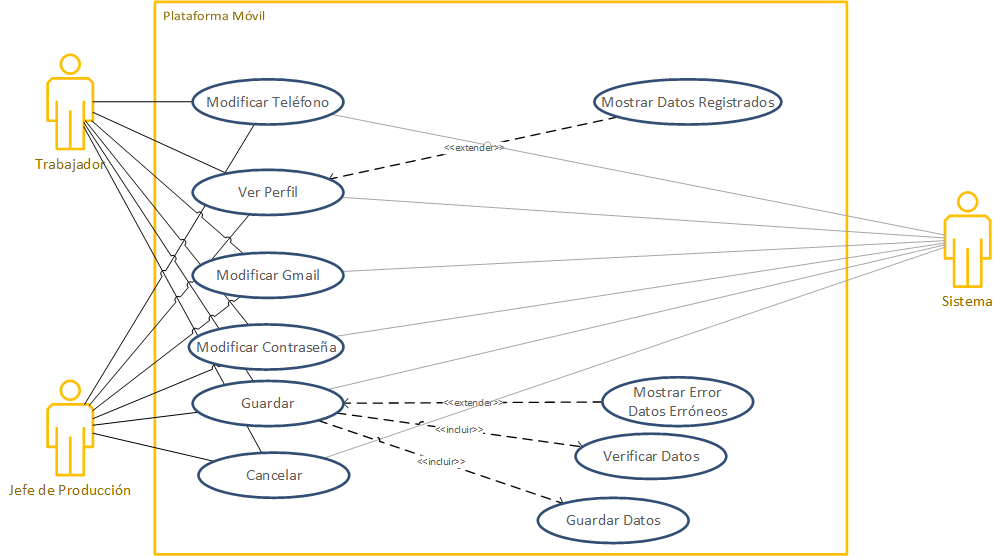 Plataforma Móvil
Trabajador
Modificar Teléfono
Mostrar Datos Registrados
<<extender>>
Ver Perfil
Modificar Gmail
Sistema
Modificar Contraseña
Guardar
<<extender>>
Mostrar Error
Datos Erróneos
<<incluir>>
Verificar Datos
<<incluir>>
Cancelar
Jefe de Producción
Guardar Datos